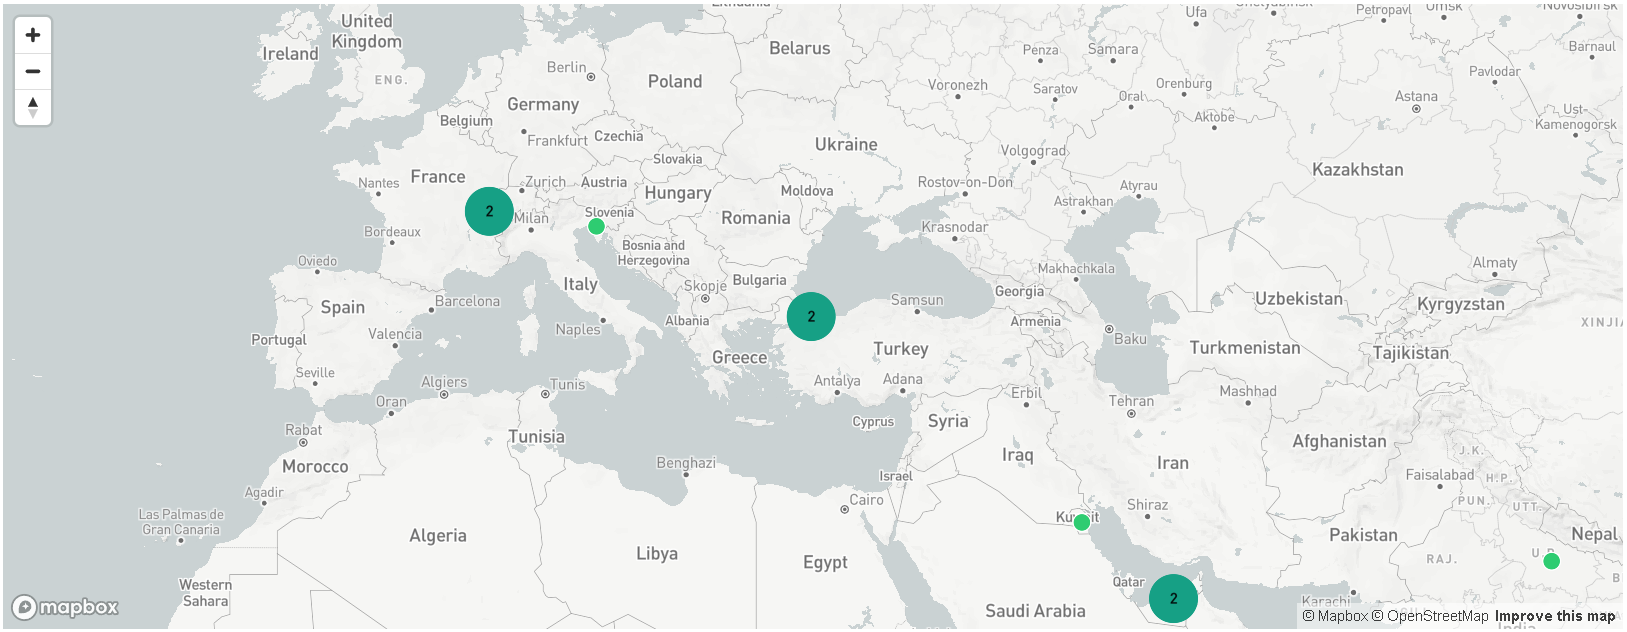 Lithuania
Ufa
Chelyabinsk
Petropavl
Omsk
Novosibirsk
United
Kingdom
Ireland
Belarus
Penza
Samara
Barnaul
ENG.
Berlin
Poland
Voronezh
Saratov
Orenburg
Oral
Pavlodar
Astana
Germany
Belgium
Frankfurt
Czechia
Ukraine
Aktobe
Ust-
Kamenogorsk
Slovakia
Volgograd
Kazakhstan
France
Nantes
Zurich
Austria
Hungary
Moldova
Rostov-on-Don
Atyrau
Astrakhan
2
Milan
Slovenia
Romania
Krasnodar
Bordeaux
Bosnia and
Herzegovina
Oviedo
Makhachkala
Almaty
Italy
Skopje
Bulgaria
Georgia
Uzbekistan
Kyrgyzstan
Spain
Barcelona
Samsun
2
Albania
Armenia
XINJIA
Naples
Portugal
Valencia
Baku
Turkey
Turkmenistan
Tajikistan
Greece
Seville
Algiers
Tunis
Antalya
Adana
Erbil
Mashhad
Oran
Tehran
Cyprus
Syria
Rabat
Tunisia
Afghanistan
Morocco
Benghazi
Iraq
Iran
J.K.
Israel
Faisalabad
H.P.
Agadir
Cairo
Shiraz
PUN.
UTT.
Las Palmas de
Gran Canaria
Kuwait
Algeria
Pakistan
Nepal
Libya
Egypt
RAJ.
U.P.
Western
Sahara
Qatar
2
Saudi Arabia
Karachi
India
mapbox
© Mapbox © OpenStreetMap Improve this map